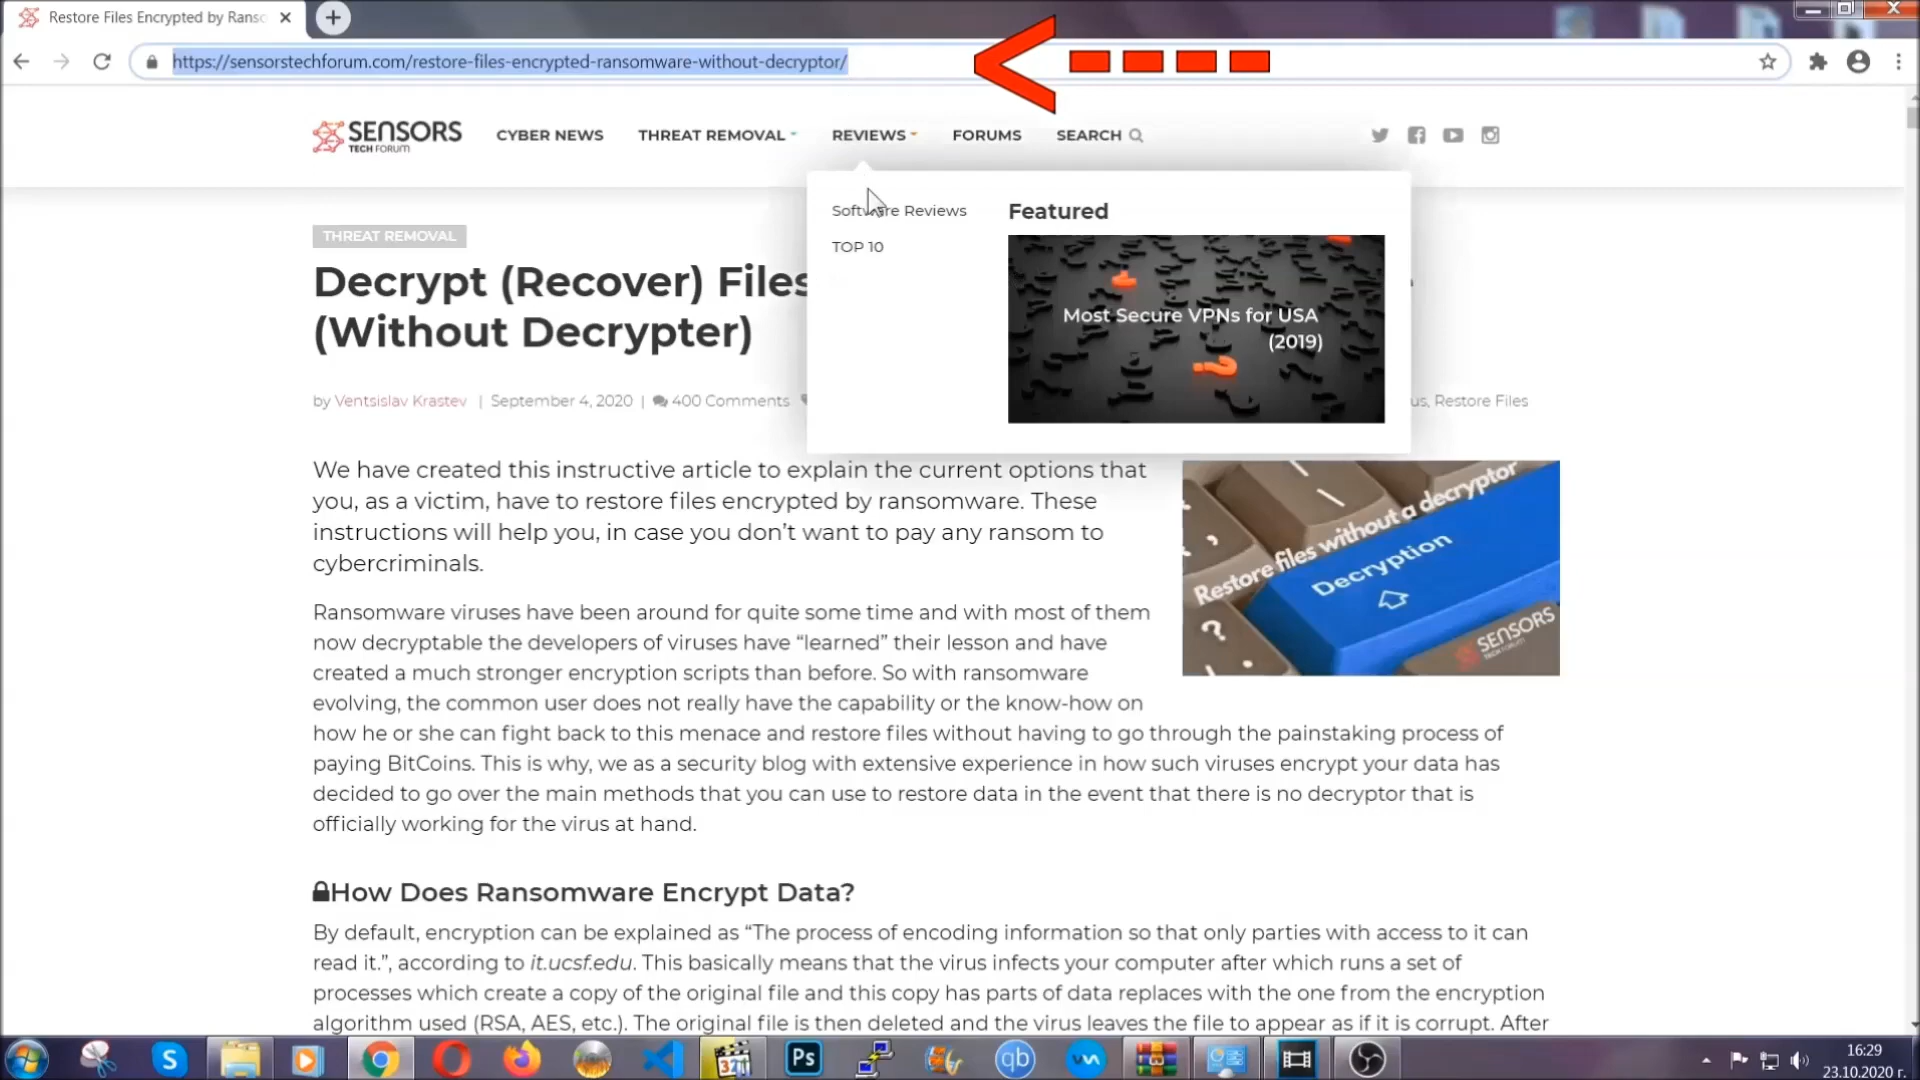 Restore Files Encrypted by Ranso
https://sensorstechforum.com/restore-files-encrypted-ransomware-without-decryptor/
SENSORS
TECH FORUM
CYBER NEWS
THREAT REMOVAL
REVIEWS
FORUMS
SEARCH
Software Reviews
TOP 10
Featured
Most Secure VPNs for USA
(2019)
THREAT REMOVAL
Decrypt (Recover) Files
(Without Decrypter)
by Ventsislav Krastev | September 4, 2020 | 400 Comments
us, Restore Files
We have created this instructive article to explain the current options that
you, as a victim, have to restore files encrypted by ransomware. These
instructions will help you, in case you don’t want to pay any ransom to
cybercriminals.
Restore files without a decryptor
Decryption
SENSORS
Ransomware viruses have been around for quite some time and with most of them
now decryptable the developers of viruses have “learned” their lesson and have
created a much stronger encryption scripts than before. So with ransomware
evolving, the common user does not really have the capability or the know-how on
how he or she can fight back to this menace and restore files without having to go through the painstaking process of
paying BitCoins. This is why, we as a security blog with extensive experience in how such viruses encrypt your data has
decided to go over the main methods that you can use to restore data in the event that there is no decryptor that is
officially working for the virus at hand.
How Does Ransomware Encrypt Data?
By default, encryption can be explained as “The process of encoding information so that only parties with access to it can
read it.”, according to it.ucsf.edu. This basically means that the virus infects your computer after which runs a set of
processes which create a copy of the original file and this copy has parts of data replaces with the one from the encryption
algorithm used (RSA, AES, etc.). The original file is then deleted and the virus leaves the file to appear as if it is corrupt. After
S
321
Ps
qb
16:29
23.10.2020 г.